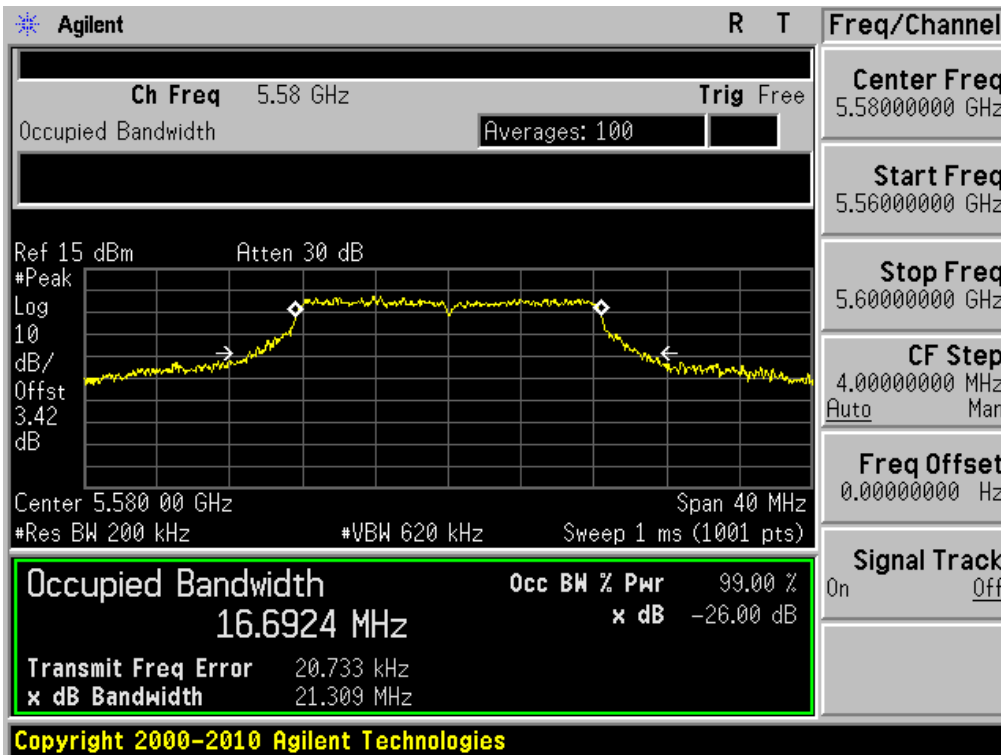 Agilent
R T
Freq/Channel
Ch Freq 5.58 GHz
Trig Free
Occupied Bandwidth
Averages: 100
Center Freq
5.58000000 GHz
Start Freq
5.56000000 GHz
Stop Freq
5.60000000 GHz
CF Step
4.00000000 MHz
Auto Man
Freq Offset
0.00000000 Hz
Signal Track
On Off
Ref 15 dBm
Atten 30 dB
#Peak
Log
10
dB/
Offst
3.42
dB
Center 5.580 00 GHz
Span 40 MHz
#Res BW 200 kHz
#VBW 620 kHz
Sweep 1 ms (1001 pts)
Occupied Bandwidth
16.6924 MHz
Occ BW % Pwr 99.00 %
x dB -26.00 dB
Transmit Freq Error 20.733 kHz
x dB Bandwidth 21.309 MHz
Copyright 2000-2010 Agilent Technologies